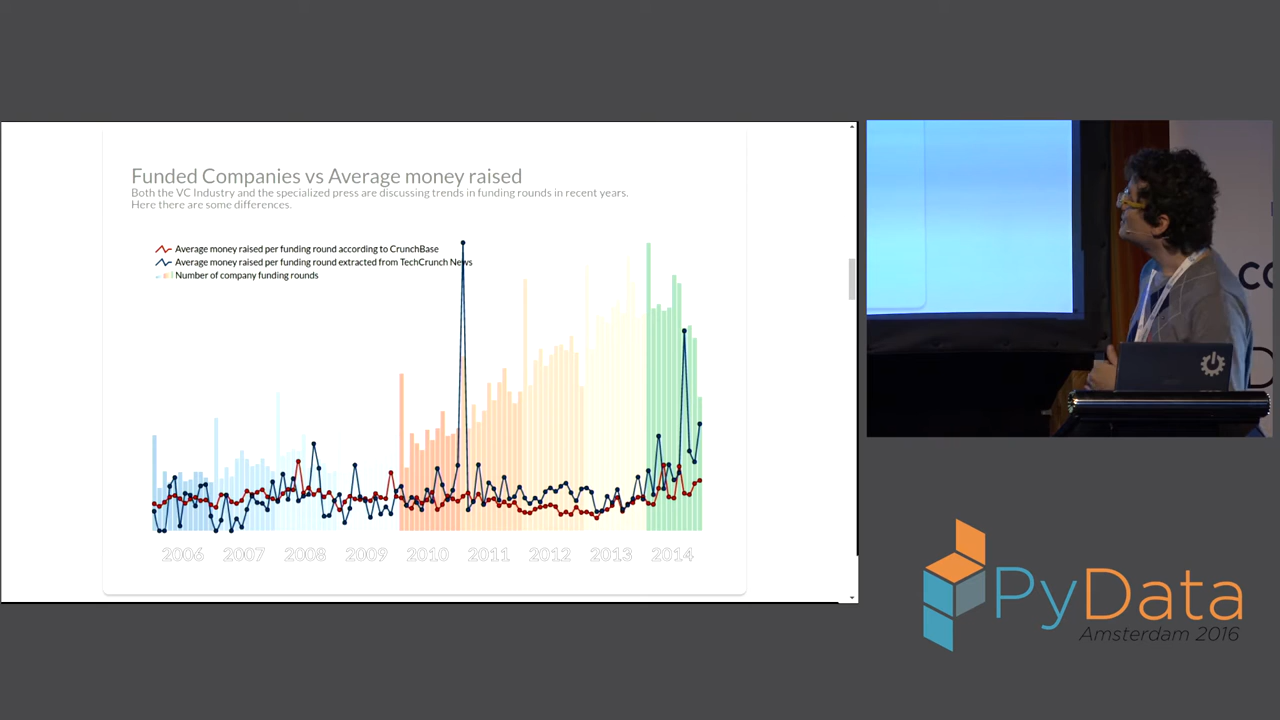 Funded Companies vs Average money raised
Both the VC Industry and the specialized press are discussing trends in funding rounds in recent years.
Here there are some differences.
Average money raised per funding round according to CrunchBase
Average money raised per funding round extracted from TechCrunch News
Number of company funding rounds
2006 2007 2008 2009 2010 2011 2012 2013 2014
PyData
Amsterdam 2016